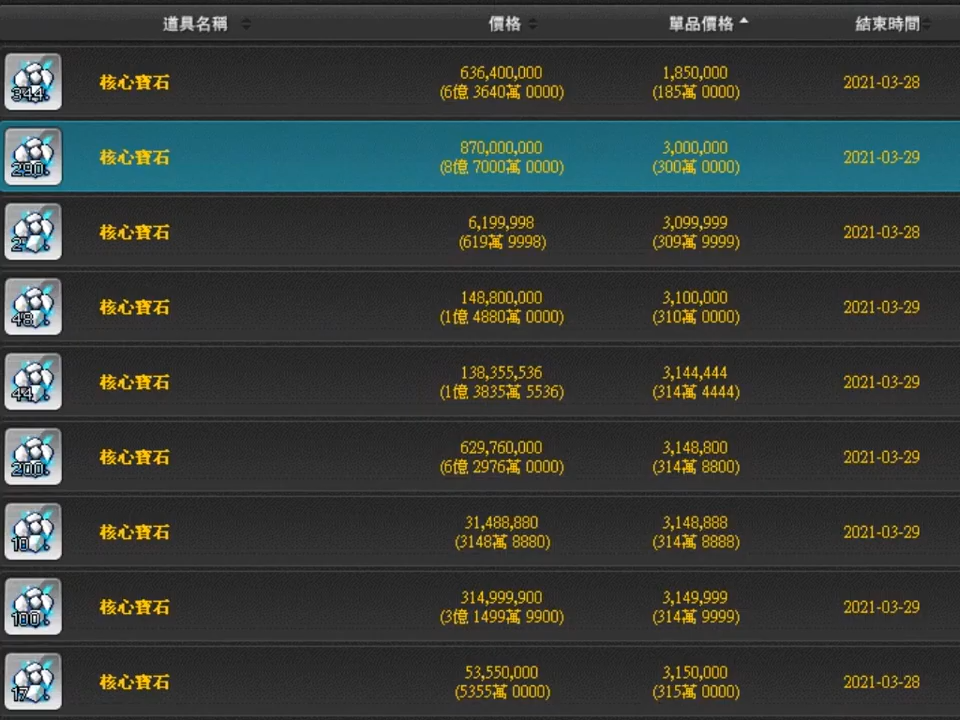 道具名稱 價格 單品價格 結束時間
344 核心寶石 636,400,000 1,850,000 2021-03-28
(6億 3640萬 0000) (185萬 0000)
290 核心寶石 870,000,000 3,000,000 2021-03-29
(8億 7000萬 0000) (300萬 0000)
2 核心寶石 6,199,998 3,099,999 2021-03-28
(619萬 9998) (309萬 9999)
48 核心寶石 148,800,000 3,100,000 2021-03-29
(1億 4880萬 0000) (310萬 0000)
44 核心寶石 138,355,536 3,144,444 2021-03-29
(1億 3835萬 5536) (314萬 4444)
200 核心寶石 629,760,000 3,148,800 2021-03-29
(6億 2976萬 0000) (314萬 8800)
10 核心寶石 31,488,880 3,148,888 2021-03-29
(3148萬 8880) (314萬 8888)
100 核心寶石 314,999,900 3,149,999 2021-03-29
(3億 1499萬 9900) (314萬 9999)
17 核心寶石 53,550,000 3,150,000 2021-03-28
(5355萬 0000) (315萬 0000)